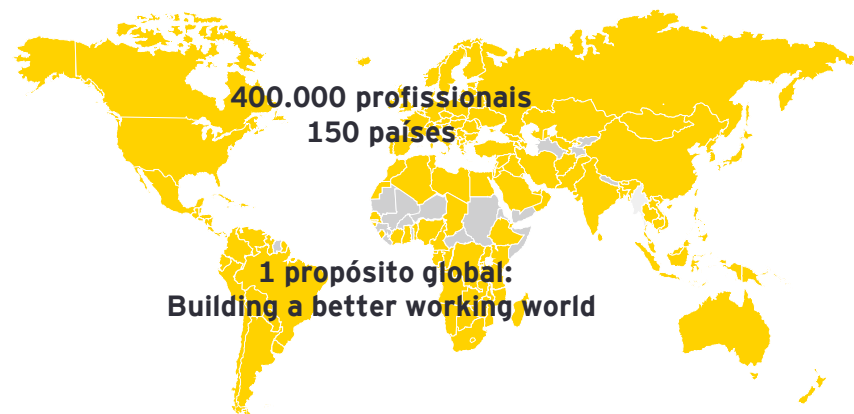 400.000 profissionais
150 países
1 propósito global:
Building a better working world